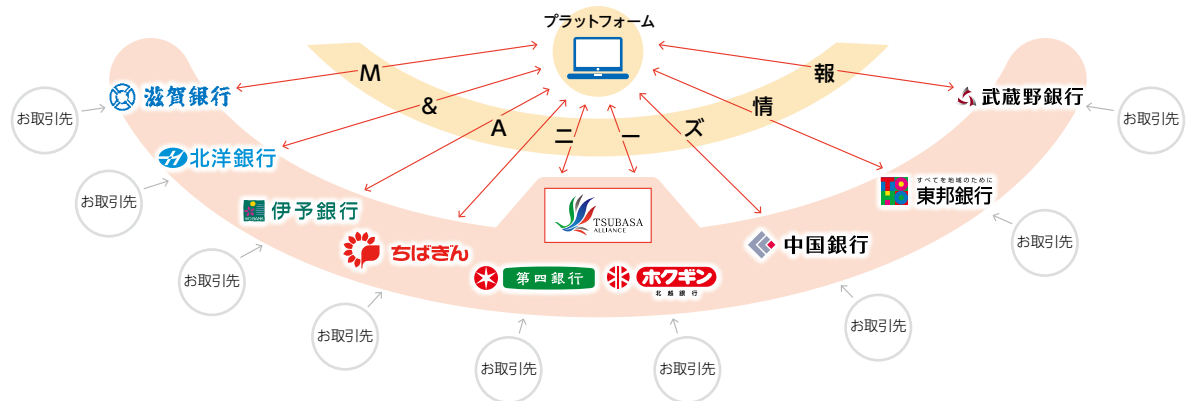 プラットフォーム
M&Aニーズ情報
滋賀銀行
北洋銀行
IYOBANK
伊予銀行
ちばぎん
第四銀行
ホクギン
北越銀行
TSUBASA
ALLIANCE
中国銀行
すべてを地域のために
TOHO
東邦銀行
武蔵野銀行
お取引先
お取引先
お取引先
お取引先
お取引先
お取引先
お取引先
お取引先
お取引先